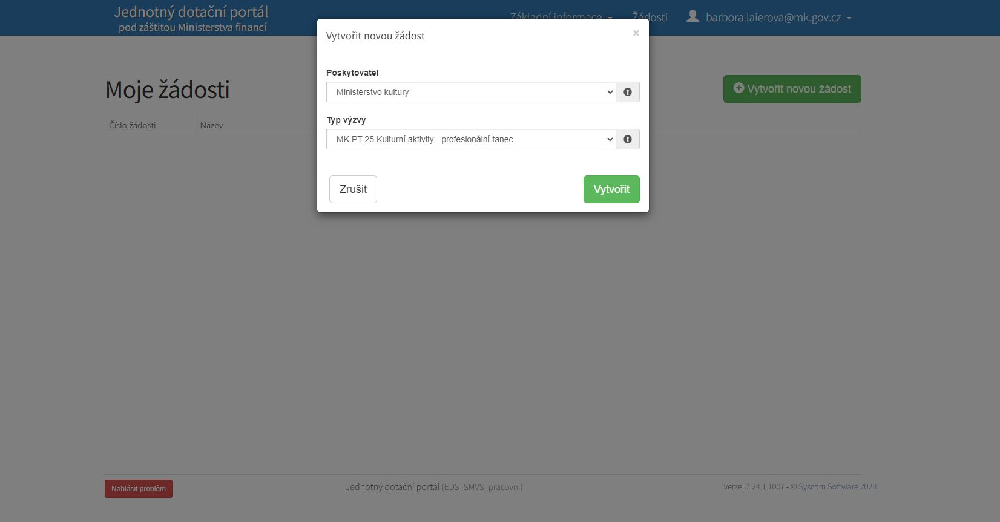 Jednotný dotační portál
pod záštitou Ministerstva financí
Základní informace
Žádosti
barbora.laierova@mk.gov.cz
Vytvořit novou žádost
×
Poskytovatel
Ministerstvo kultury
Typ výzvy
MK PT 25 Kulturní aktivity - profesionální tanec
Zrušit
Vytvořit
Moje žádosti
Vytvořit novou žádost
Číslo žádosti
Název
Nahlásit problém
Jednotný dotační portál (EDS_SMVS_pracovni)
verze: 7.24.1.1007 - © Syscom Software 2023